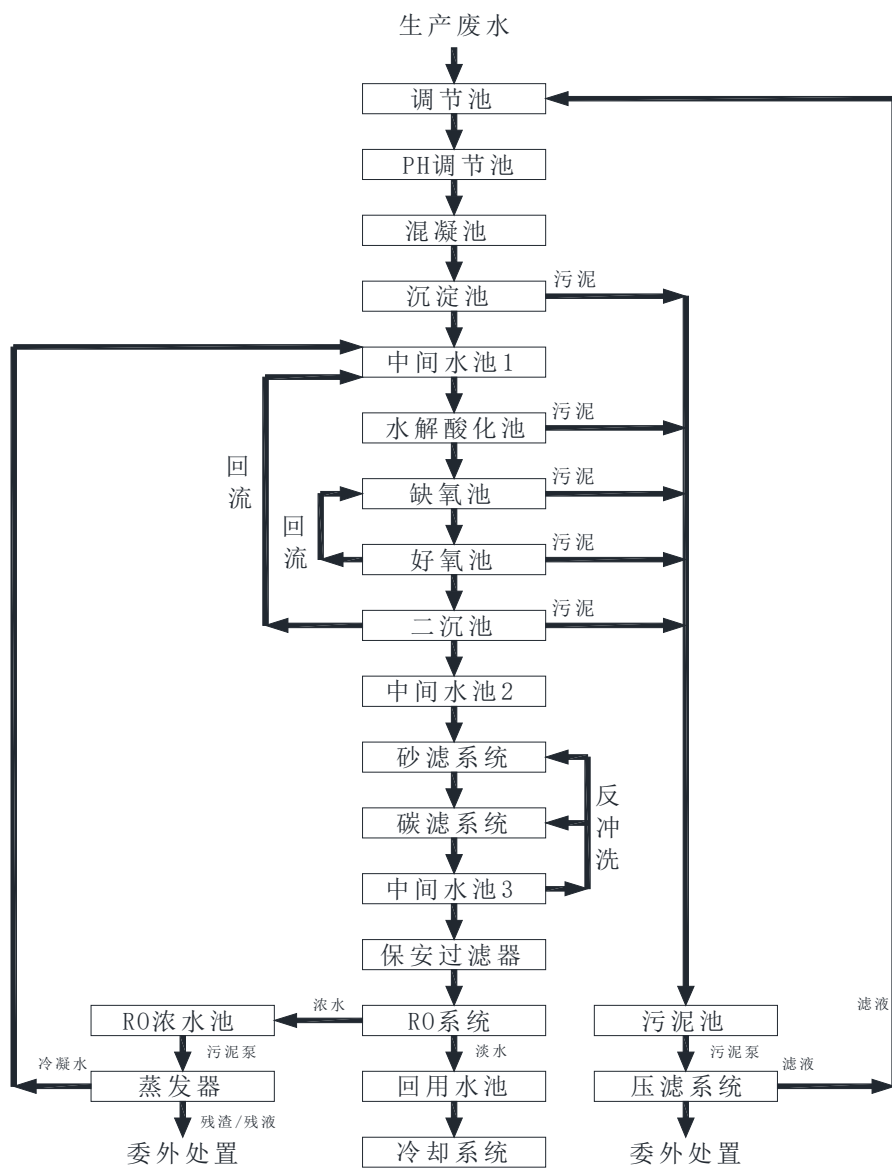 生产废水
调节池
PH调节池
混凝池
沉淀池
污泥
中间水池1
水解酸化池
污泥
回流
缺氧池
污泥
回流
好氧池
污泥
二沉池
污泥
中间水池2
砂滤系统
反冲洗
碳滤系统
中间水池3
保安过滤器
浓水
滤液
RO浓水池
RO系统
污泥池
污泥泵
淡水
污泥泵
冷凝水
蒸发器
回用水池
压滤系统
滤液
残渣/残液
委外处置
冷却系统
委外处置